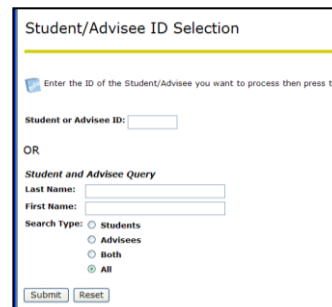 Student/Advisee ID Selection
Enter the ID of the Student/Advisee you want to process then press
Student or Advisee ID:
OR
Student and Advisee Query
Last Name:
First Name:
Search Type: Students
Advisees
Both
All
Submit Reset